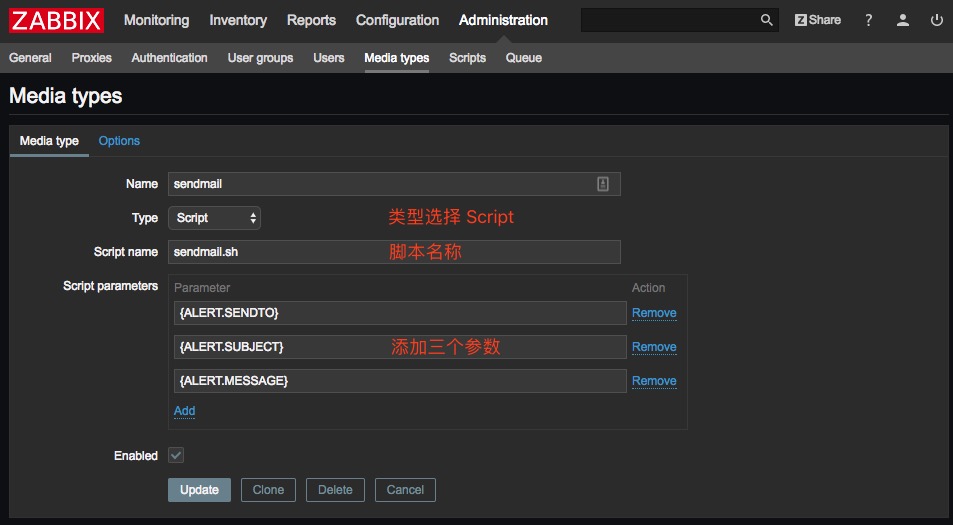 ZABBIX Monitoring Inventory Reports Configuration Administration Z Share ?
General Proxies Authentication User groups Users Media types Scripts Queue
Media types
Media type Options
Name sendmail
Type Script 类型选择 Script
Script name sendmail.sh 脚本名称
Script parameters Parameter Action
{ALERT.SENDTO} Remove
{ALERT.SUBJECT} 添加三个参数 Remove
{ALERT.MESSAGE} Remove
Add
Enabled
Update Clone Delete Cancel